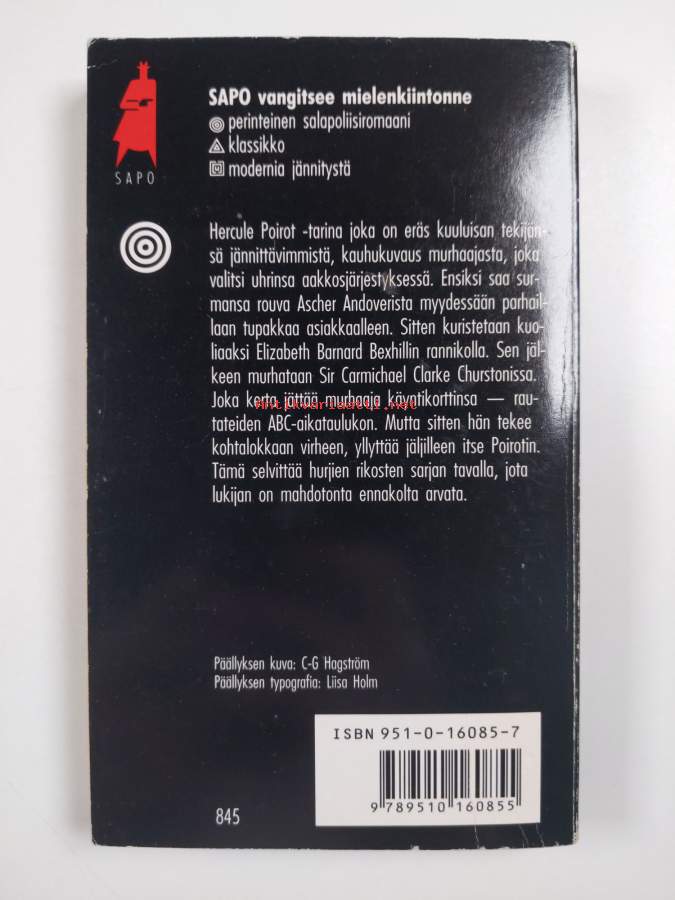 SAPO vangitsee mielenkiintonne
perinteinen salapoliisiromaani
klassikko
modernia jännitystä
SAPO
Hercule Poirot -tarina joka on eräs kuuluisan tekijän-
sä jännittävimmistä, kauhukuvaus murhaajasta, joka
valitsi uhrinsa aakkosjärjestyksessä. Ensiksi saa sur-
mansa rouva Ascher Andoverista myydessään parhail-
laan tupakkaa asiakkaalleen. Sitten kuristetaan kuo-
liaaksi Elizabeth Barnard Bexhillin rannikolla. Sen jäl-
keen murhataan Sir Carmichael Clarke Churstonissa.
Joka kerta jättää murhaaja käyntikorttinsa — rau-
antikvariaatti.net
tateiden ABC-aikataulukon. Mutta sitten hän tekee
kohtalokkaan virheen, yllyttää jäljilleen itse Poirotin.
Tämä selvittää hurjien rikosten sarjan tavalla, jota
lukijan on mahdotonta ennakolta arvata.
Päällyksen kuva: C-G Hagström
Päällyksen typografia: Liisa Holm
ISBN 951-0-16085-7
9 789510 160855
845